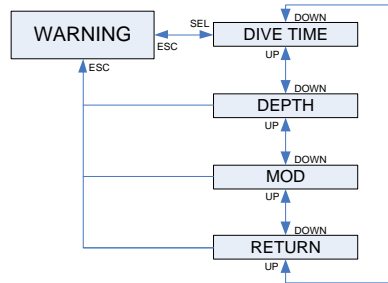 WARNING
SEL
ESC
ESC
DOWN
DIVE TIME
UP
DOWN
DEPTH
UP
DOWN
MOD
UP
DOWN
RETURN
UP